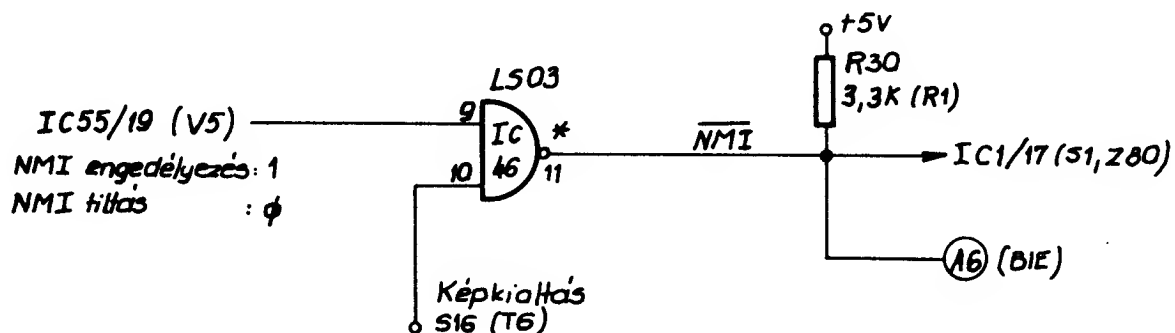 +5V
R30
3,3K (R1)
LS03
IC55/19 (V5)
9
IC
46
*
10
11
NMI
IC1/17 (S1, Z80)
NMI engedélyezés: 1
NMI tiltás : ϕ
A6 (BIE)
Képkioltás
S16 (T6)